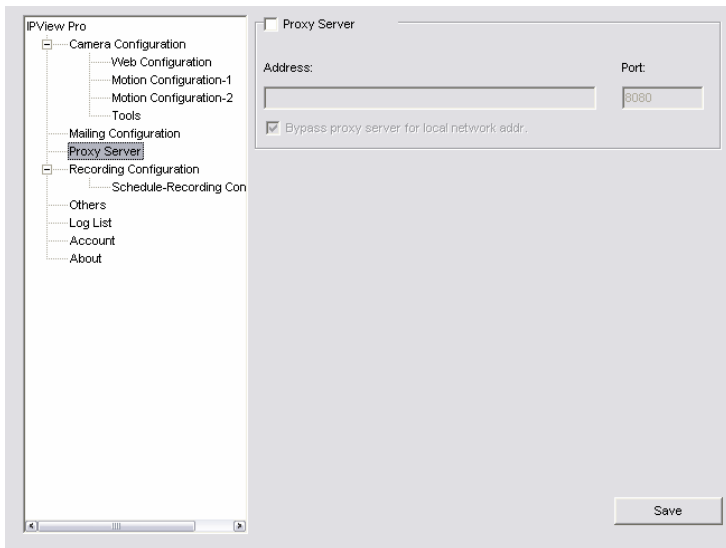 IPView Pro
Camera Configuration
Web Configuration
Motion Configuration-1
Motion Configuration-2
Tools
Mailing Configuration
Proxy Server
Recording Configuration
Schedule-Recording Con
Others
Log List
Account
About
Proxy Server
Address:
Port:
8080
Bypass proxy server for local network addr.
Save